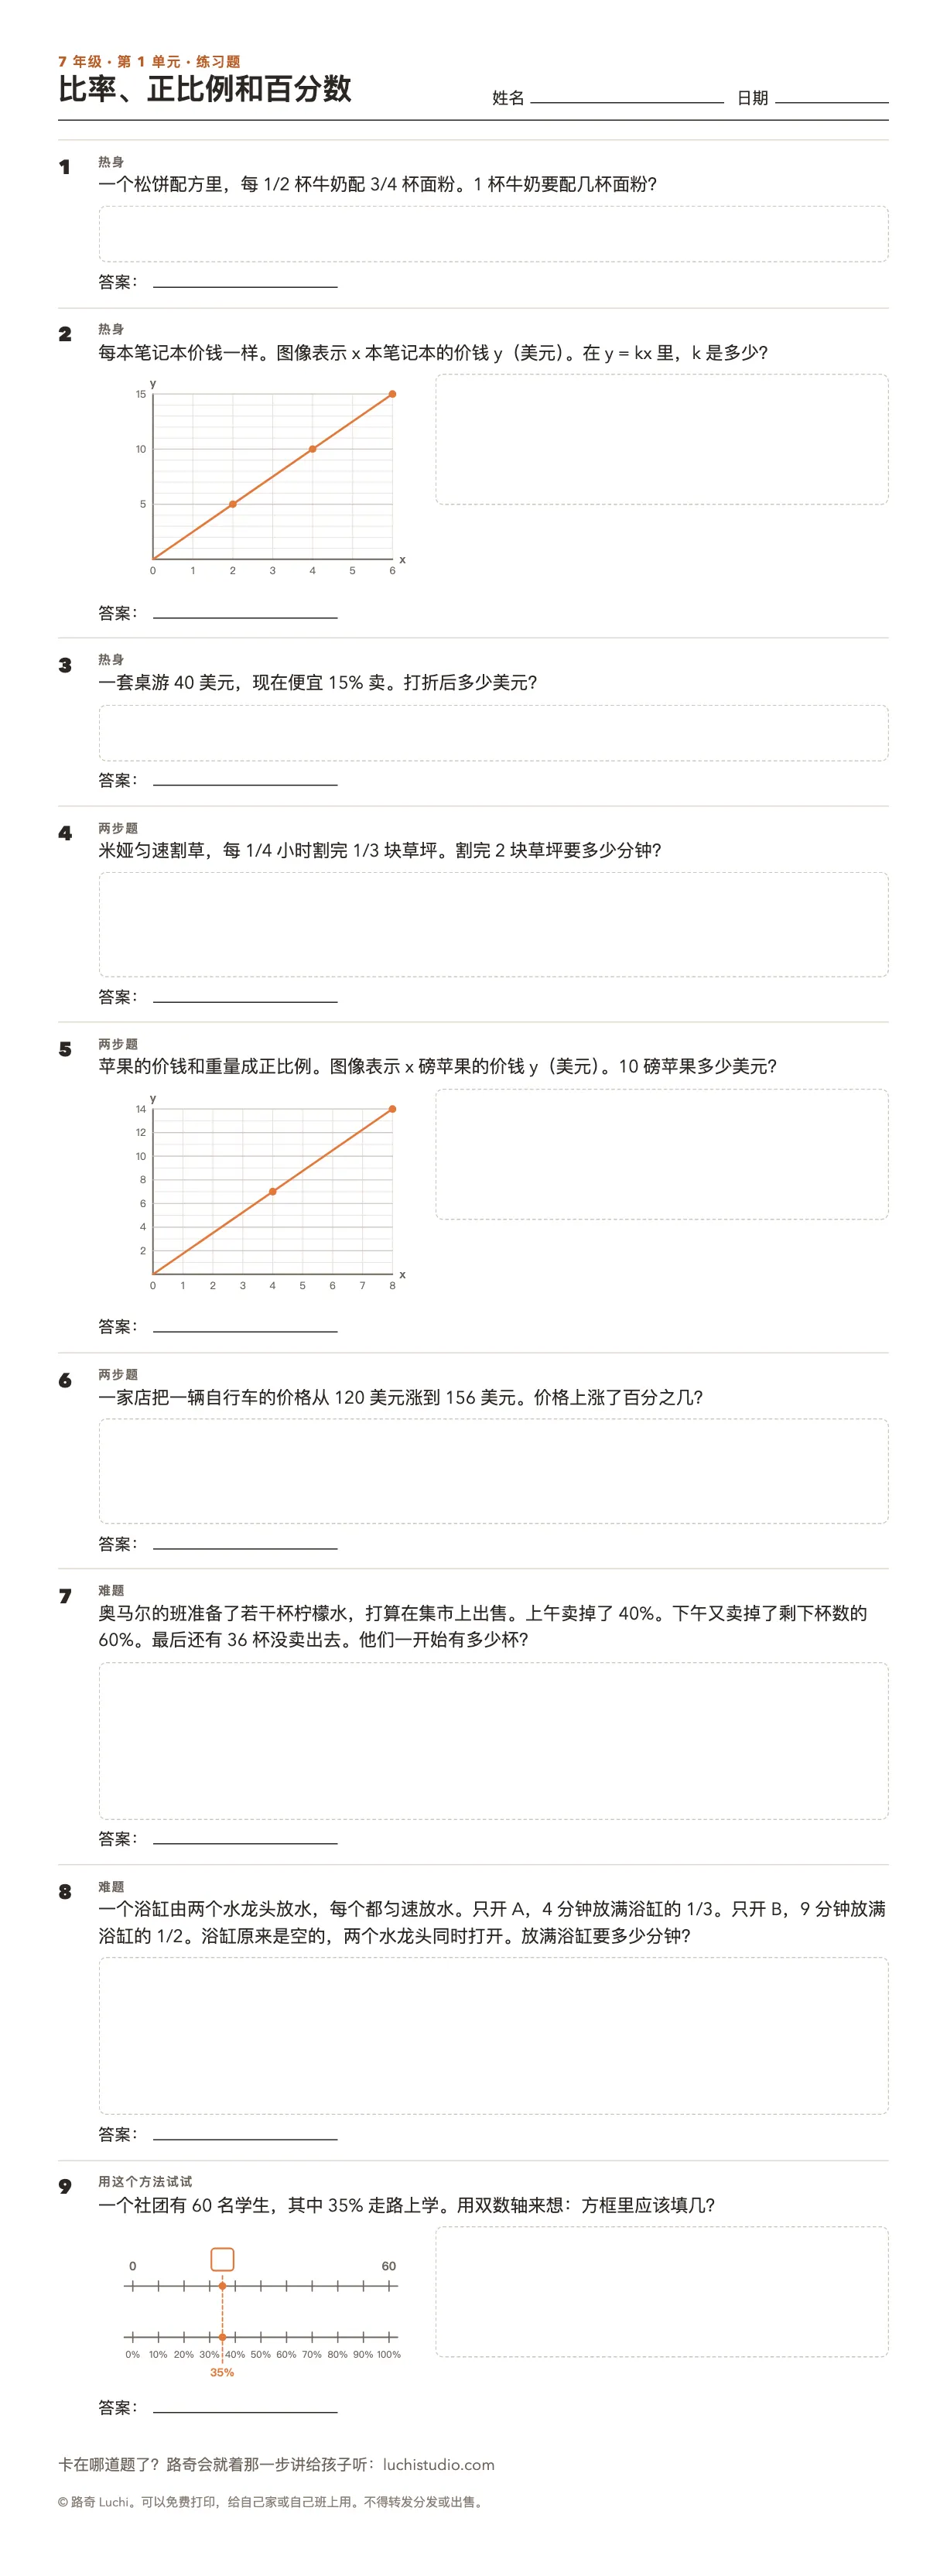 7 年级 · 第 1 单元 · 练习题
比率、正比例和百分数
姓名 日期
1
热身
一个松饼配方里，每 1/2 杯牛奶配 3/4 杯面粉。1 杯牛奶要配几杯面粉？
答案：
2
热身
每本笔记本价钱一样。图像表示 x 本笔记本的价钱 y（美元）。在 y = kx 里，k 是多少？
y
15
10
5
x
0 1 2 3 4 5 6
答案：
3
热身
一套桌游 40 美元，现在便宜 15% 卖。打折后多少美元？
答案：
4
两步题
米娅匀速割草，每 1/4 小时割完 1/3 块草坪。割完 2 块草坪要多少分钟？
答案：
5
两步题
苹果的价钱和重量成正比例。图像表示 x 磅苹果的价钱 y（美元）。10 磅苹果多少美元？
y
14
12
10
8
6
4
2
x
0 1 2 3 4 5 6 7 8
答案：
6
两步题
一家店把一辆自行车的价格从 120 美元涨到 156 美元。价格上涨了百分之几？
答案：
7
难题
奥马尔的班准备了若干杯柠檬水，打算在集市上出售。上午卖掉了 40%。下午又卖掉了剩下杯数的
60%。最后还有 36 杯没卖出去。他们一开始有多少杯？
答案：
8
难题
一个浴缸由两个水龙头放水，每个都匀速放水。只开 A，4 分钟放满浴缸的 1/3。只开 B，9 分钟放满
浴缸的 1/2。浴缸原来是空的，两个水龙头同时打开。放满浴缸要多少分钟？
答案：
9
用这个方法试试
一个社团有 60 名学生，其中 35% 走路上学。用双数轴来想：方框里应该填几？
0 60
0% 10% 20% 30% 40% 50% 60% 70% 80% 90% 100%
35%
答案：
卡在哪道题了？路奇会就着那一步讲给孩子听：luchistudio.com
© 路奇 Luchi。可以免费打印，给自己家或自己班上用。不得转发分发或出售。